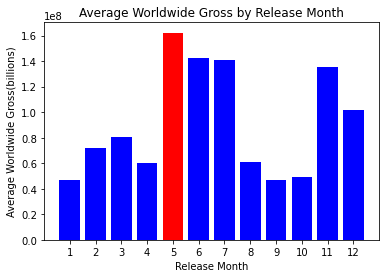 Average Worldwide Gross by Release Month
1e8
Average Worldwide Gross(billions)
1.6
1.4
1.2
1.0
0.8
0.6
0.4
0.2
0.0
1 2 3 4 5 6 7 8 9 10 11 12
Release Month